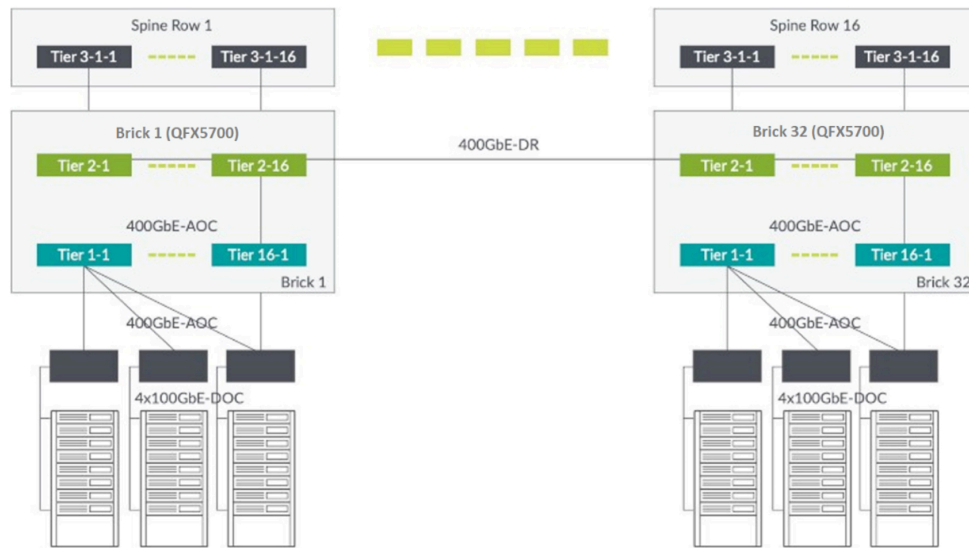 Spine Row 1
Tier 3-1-1
Tier 3-1-16
Spine Row 16
Tier 3-1-1
Tier 3-1-16
Brick 1 (QFX5700)
Tier 2-1
Tier 2-16
400GbE-AOC
Tier 1-1
Tier 16-1
Brick 1
400GbE-DR
Brick 32 (QFX5700)
Tier 2-1
Tier 2-16
400GbE-AOC
Tier 1-1
Tier 16-1
Brick 32
400GbE-AOC
4x100GbE-DOC
400GbE-AOC
4x100GbE-DOC